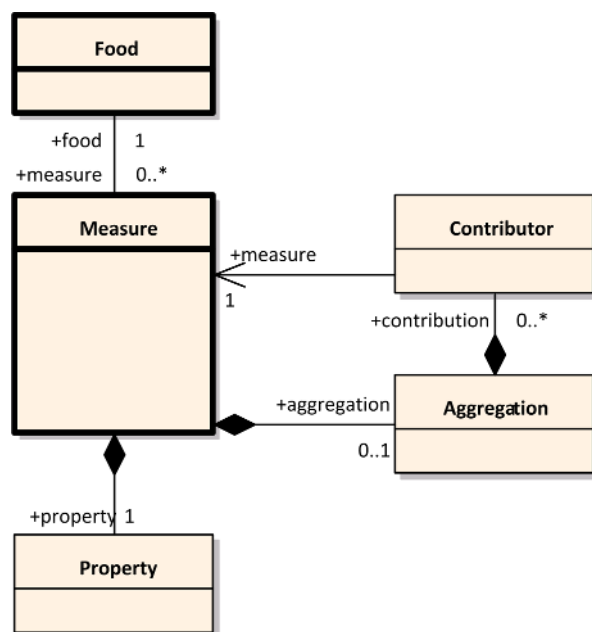 Food
+food 1
+measure 0..*
Measure
Contributor
+measure
1
+contribution 0..*
+aggregation
Aggregation
0..1
+property 1
Property